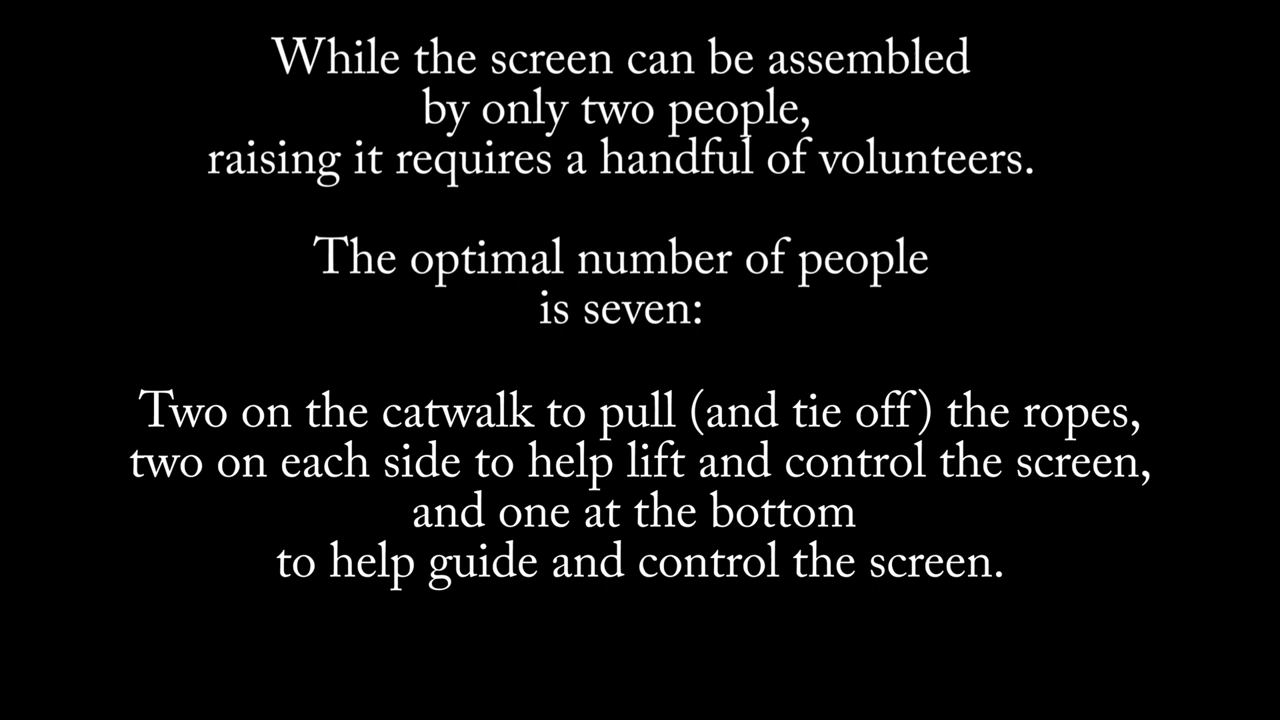 While the screen can be assembled
by only two people,
raising it requires a handful of volunteers.
The optimal number of people
is seven:
Two on the catwalk to pull (and tie off) the ropes,
two on each side to help lift and control the screen,
and one at the bottom
to help guide and control the screen.